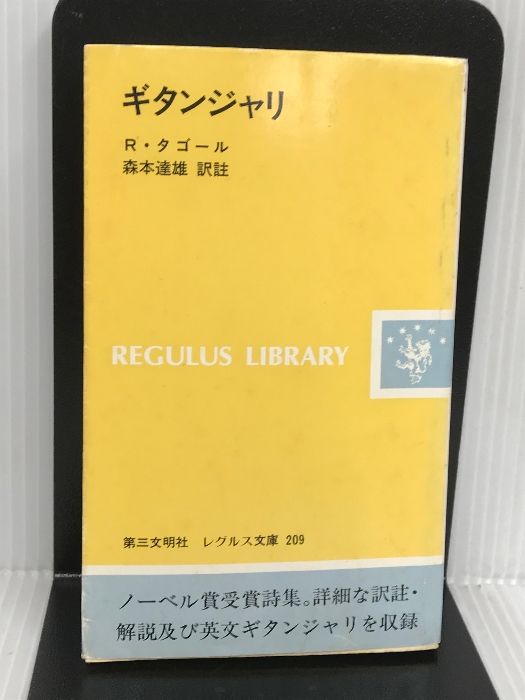 ギタンジャリ
R・タゴール
森本達雄 訳註
REGULUS LIBRARY
第三文明社 レグルス文庫 209
ノーベル賞受賞詩集。詳細な訳註・
解説及び英文ギタンジャリを収録